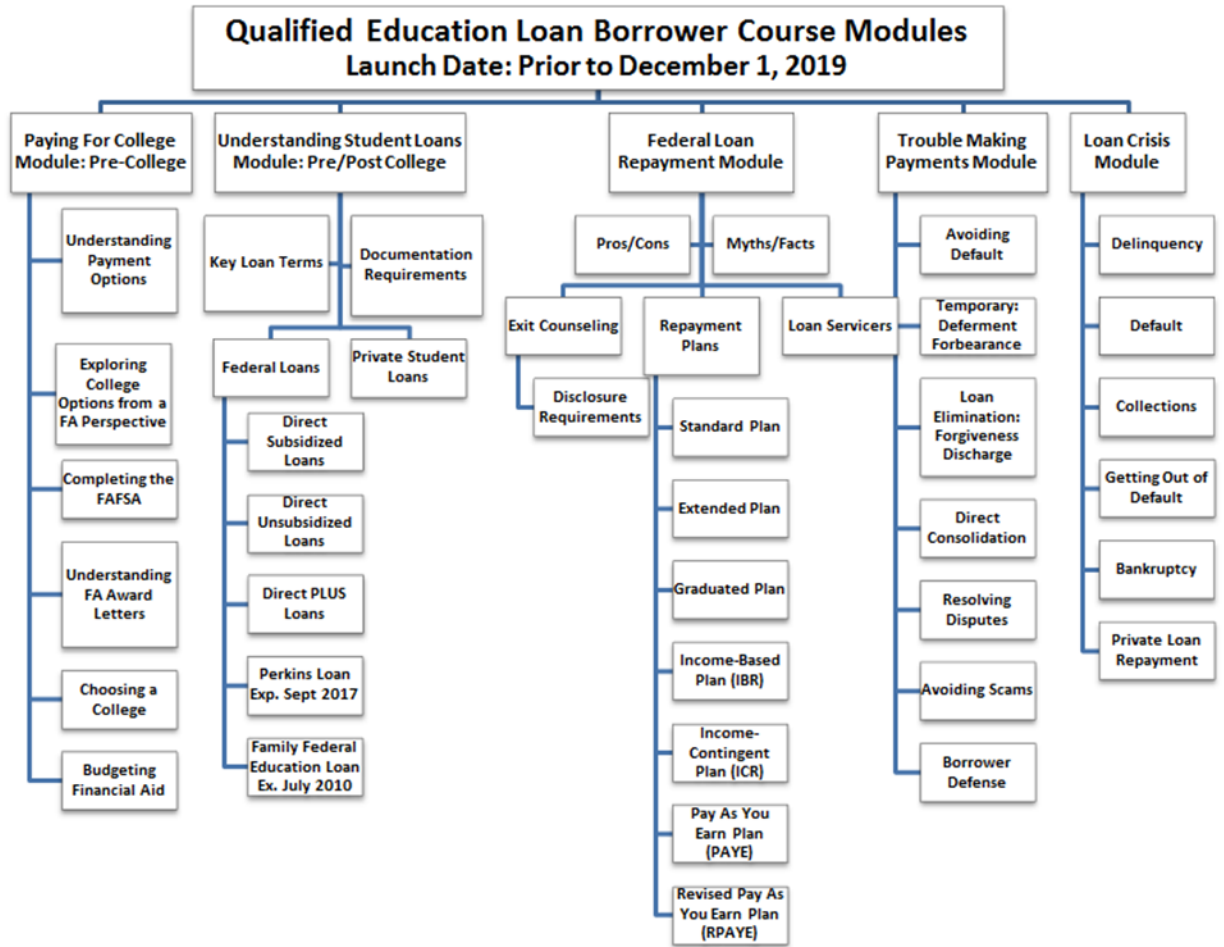 Qualified Education Loan Borrower Course Modules
Launch Date: Prior to December 1, 2019
Paying For College
Module: Pre-College
Understanding
Payment
Options
Exploring
College
Options from a
FA Perspective
Completing the
FAFSA
Understanding
FA Award
Letters
Choosing a
College
Budgeting
Financial Aid
Understanding Student Loans
Module: Pre/Post College
Key Loan Terms
Documentation
Requirements
Federal Loans
Private Student
Loans
Direct
Subsidized
Loans
Direct
Unsubsidized
Loans
Direct PLUS
Loans
Perkins Loan
Exp. Sept 2017
Family Federal
Education Loan
Ex. July 2010
Federal Loan
Repayment Module
Pros/Cons
Myths/Facts
Exit Counseling
Repayment
Plans
Loan Servicers
Disclosure
Requirements
Standard Plan
Extended Plan
Graduated Plan
Income-Based
Plan (IBR)
Income-
Contingent
Plan (ICR)
Pay As You
Earn Plan
(PAYE)
Revised Pay As
You Earn Plan
(RPAYE)
Trouble Making
Payments Module
Avoiding
Default
Temporary:
Deferment
Forbearance
Loan
Elimination:
Forgiveness
Discharge
Direct
Consolidation
Resolving
Disputes
Avoiding Scams
Borrower
Defense
Loan Crisis
Module
Delinquency
Default
Collections
Getting Out of
Default
Bankruptcy
Private Loan
Repayment